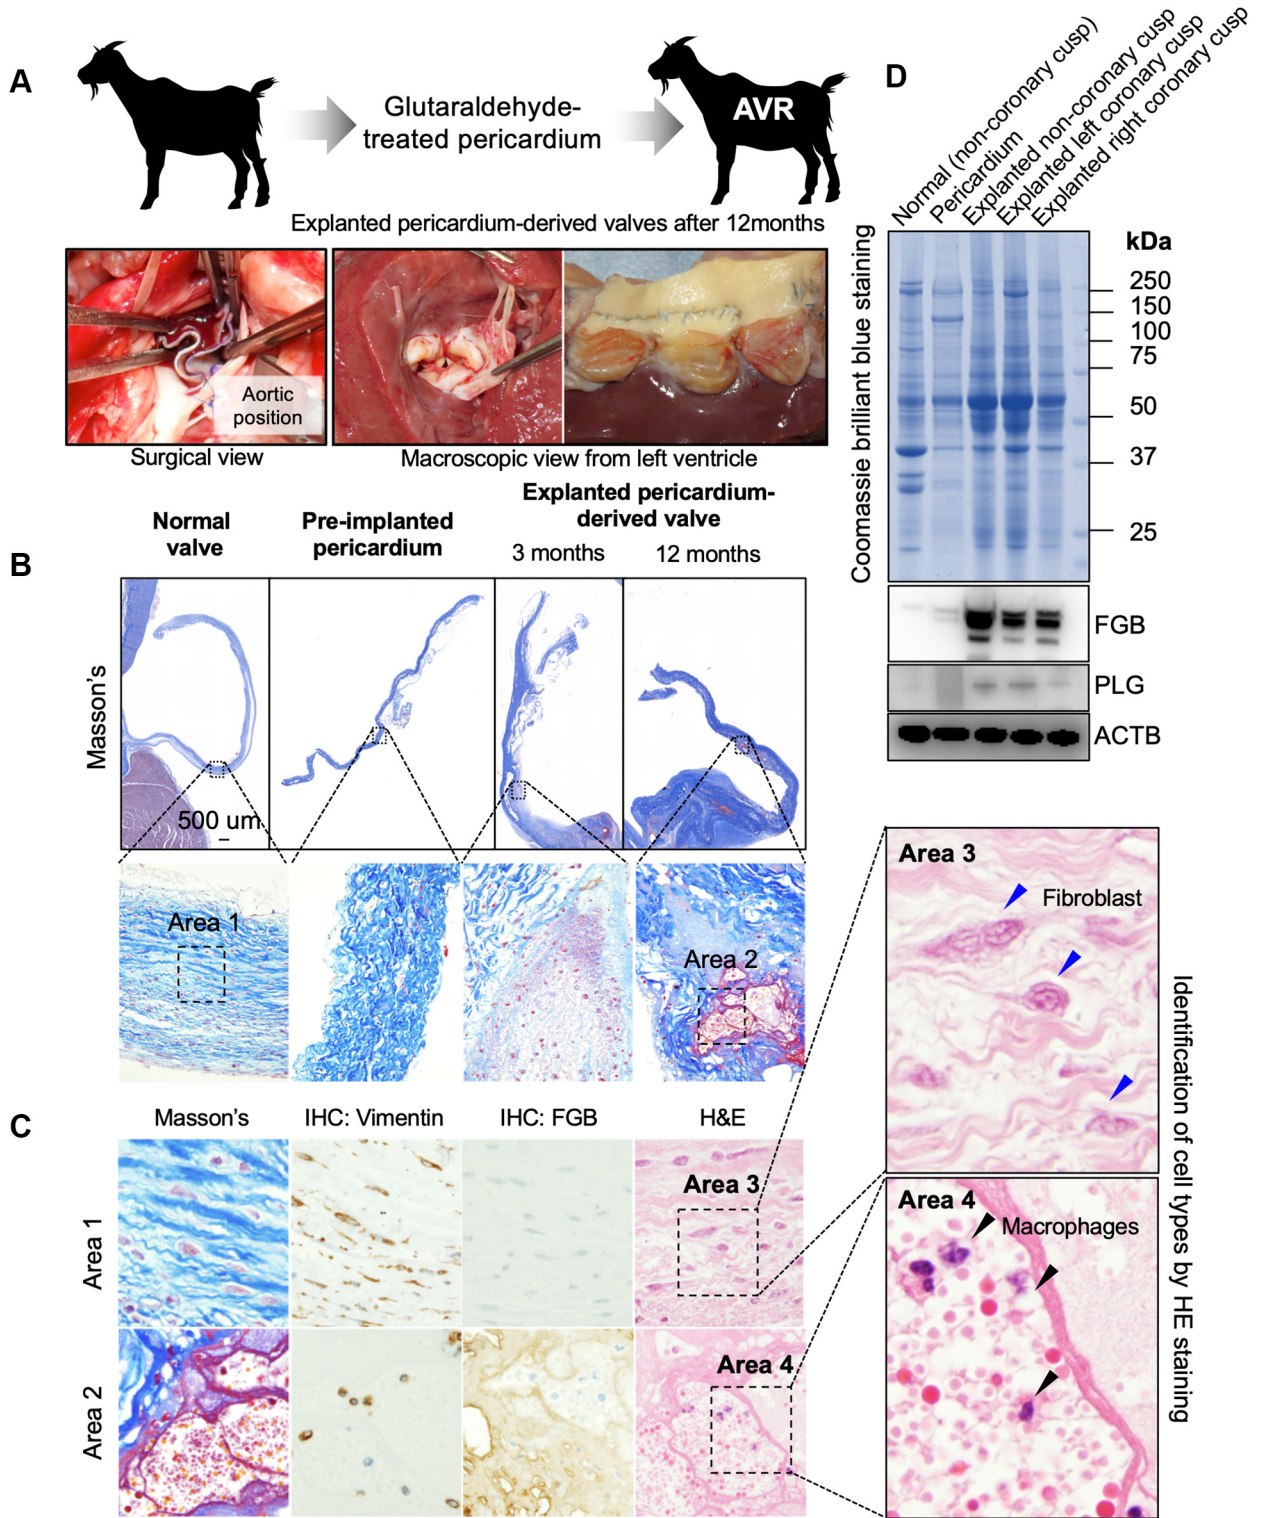 A
Glutaraldehyde-
treated pericardium
AVR
Explanted pericardium-derived valves after 12months
Aortic
position
Surgical view
Macroscopic view from left ventricle
B
Normal
valve
Pre-implanted
pericardium
Explanted pericardium-
derived valve
3 months
12 months
Masson's
500 um
Area 1
Area 2
C
Masson's
IHC: Vimentin
IHC: FGB
H&E
Area 1
Area 3
Area 2
Area 4
D
Normal (non-coronary cusp)
Pericardium
Explanted non-coronary cusp
Explanted left coronary cusp
Explanted right coronary cusp
Coomassie brilliant blue staining
kDa
250
150
100
75
50
37
25
FGB
PLG
ACTB
Area 3
Fibroblast
Area 4
Macrophages
Identification of cell types by HE staining